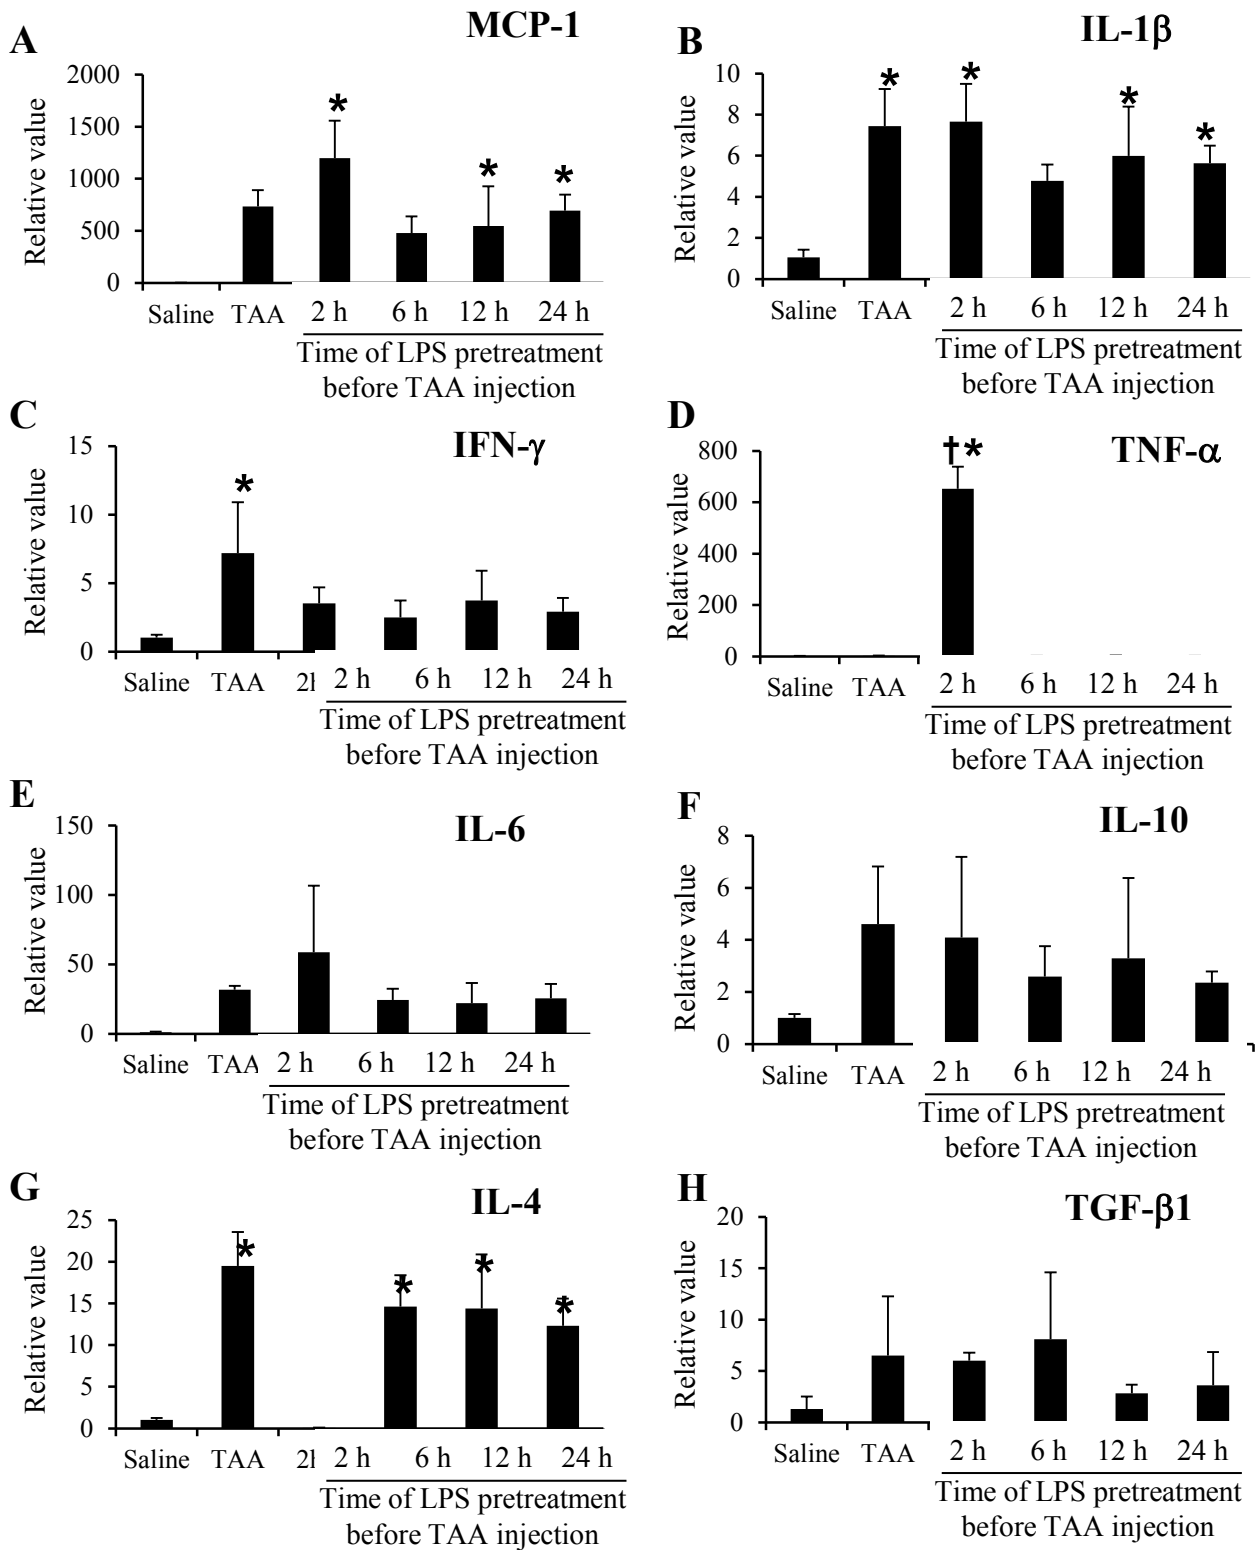 A
MCP-1
Relative value
2000
1500
1000
500
0
*
*
*
Saline TAA 2 h 6 h 12 h 24 h
Time of LPS pretreatment
before TAA injection
B
IL-1β
Relative value
10
8
6
4
2
0
*
*
*
*
Saline TAA 2 h 6 h 12 h 24 h
Time of LPS pretreatment
before TAA injection
C
IFN-γ
Relative value
15
10
5
0
*
Saline TAA 2 h 6 h 12 h 24 h
Time of LPS pretreatment
before TAA injection
D
TNF-α
Relative value
800
600
400
200
0
†*
Saline TAA 2 h 6 h 12 h 24 h
Time of LPS pretreatment
before TAA injection
E
IL-6
Relative value
150
100
50
0
Saline TAA 2 h 6 h 12 h 24 h
Time of LPS pretreatment
before TAA injection
F
IL-10
Relative value
8
6
4
2
0
Saline TAA 2 h 6 h 12 h 24 h
Time of LPS pretreatment
before TAA injection
G
IL-4
Relative value
25
20
15
10
5
0
*
*
*
*
Saline TAA 2 h 6 h 12 h 24 h
Time of LPS pretreatment
before TAA injection
H
TGF-β1
Relative value
20
15
10
5
0
Saline TAA 2 h 6 h 12 h 24 h
Time of LPS pretreatment
before TAA injection